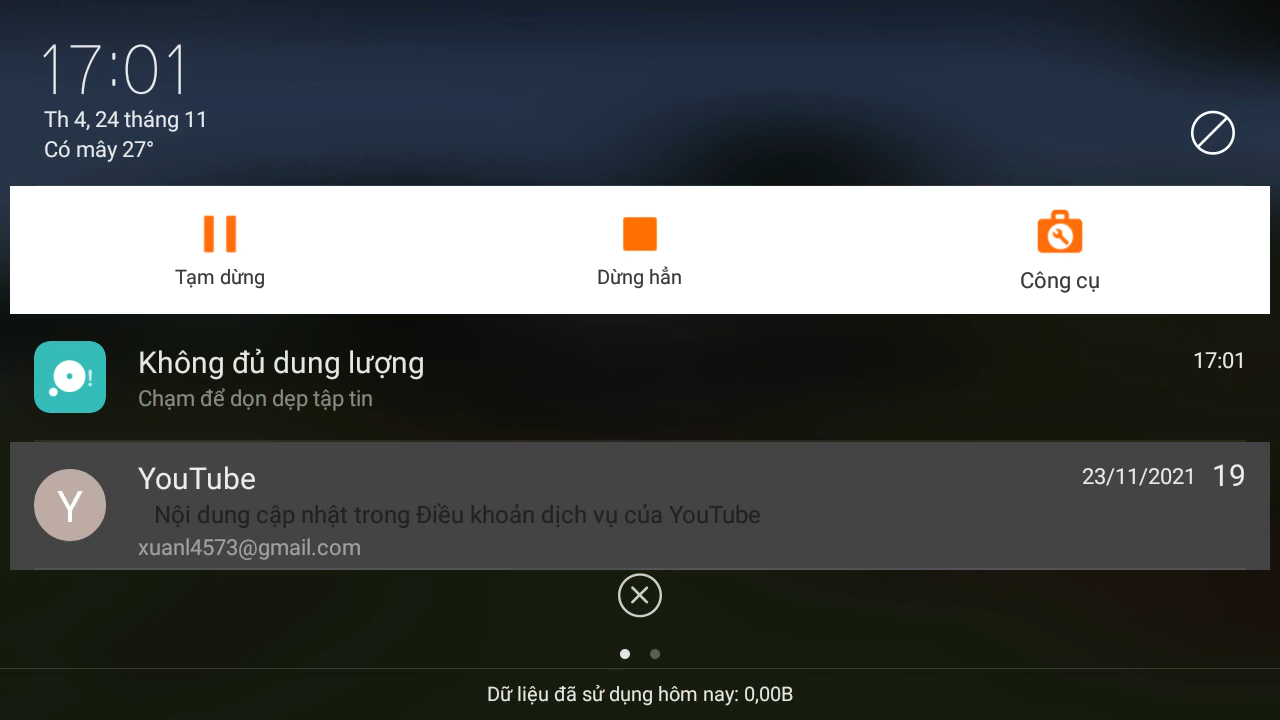 17:01
Th 4, 24 tháng 11
Có mây 27°
Tạm dừng
Dừng hẳn
Công cụ
Không đủ dung lượng
17:01
Chạm để dọn dẹp tập tin
Y
YouTube
23/11/2021 19
Nội dung cập nhật trong Điều khoản dịch vụ của YouTube
xuanl4573@gmail.com
Dữ liệu đã sử dụng hôm nay: 0,00B